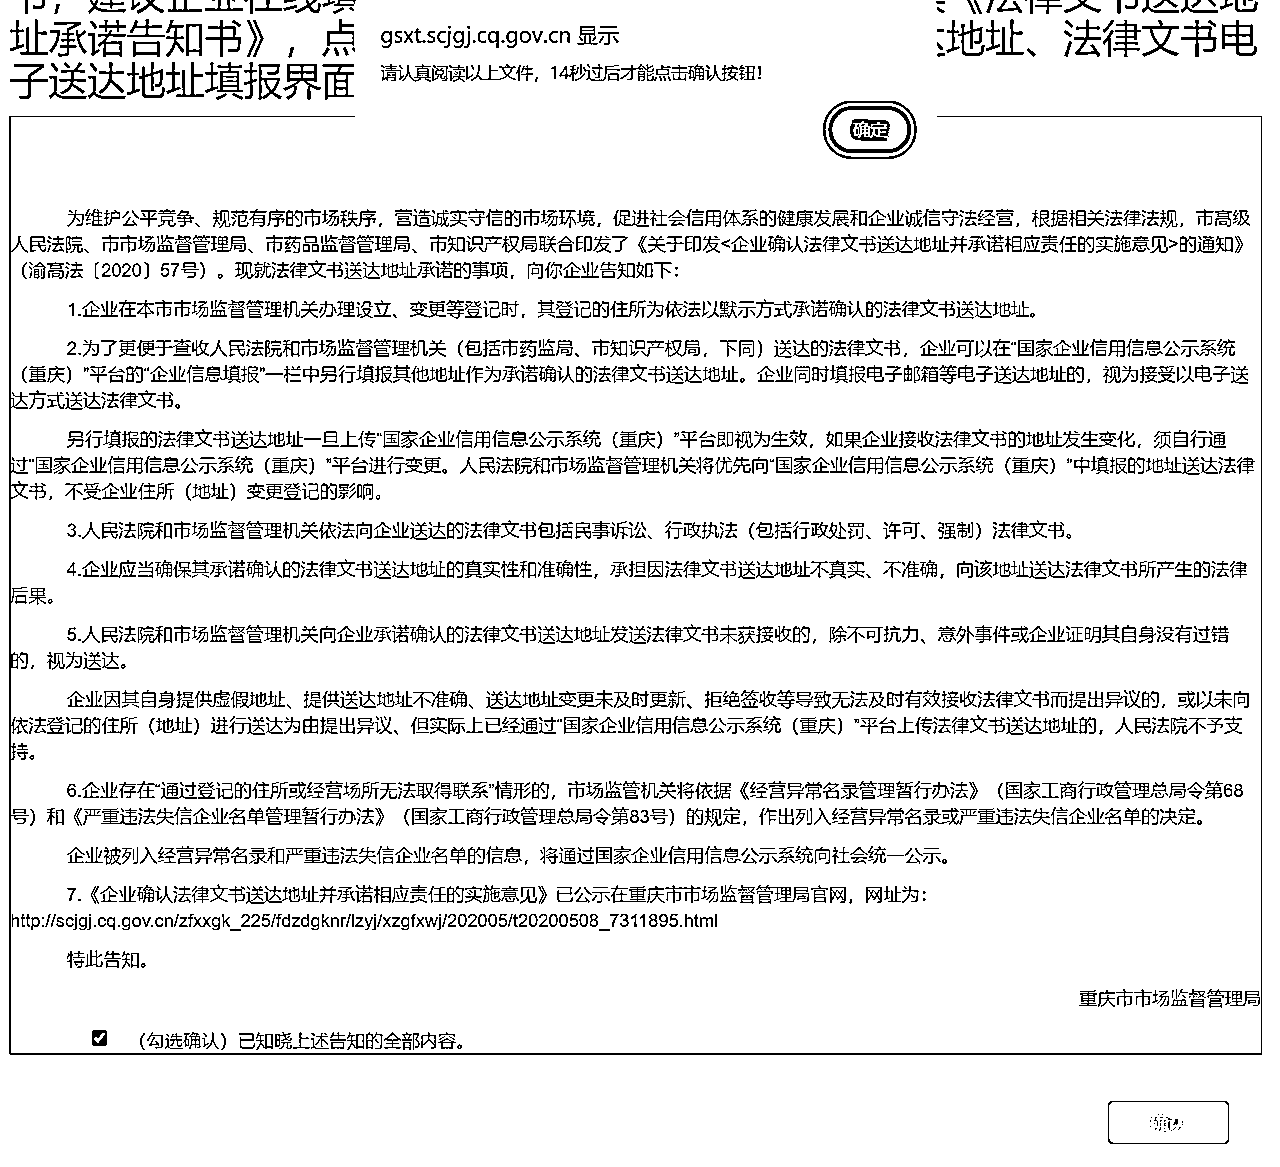 子送达地址填报界面
址承诺告知书》，点
达地址、法律文书电
gsxt.scjgj.cq.gov.cn 显示
请认真阅读以上文件，14秒过后才能点击确认按钮！
确定
为维护公平竞争、规范有序的市场秩序，营造诚实守信的市场环境，促进社会信用体系的健康发展和企业诚信守法经营，根据相关法律法规，市高级
人民法院、市市场监督管理局、市药品监督管理局、市知识产权局联合印发了《关于印发<企业确认法律文书送达地址并承诺相应责任的实施意见>的通知》
（渝高法〔2020〕57号）。现就法律文书送达地址承诺的事项，向你企业告知如下：
1.企业在本市市场监督管理机关办理设立、变更等登记时，其登记的住所为依法以默示方式承诺确认的法律文书送达地址。
2.为了更便于查收人民法院和市场监督管理机关（包括市药监局、市知识产权局，下同）送达的法律文书，企业可以在“国家企业信用信息公示系统
（重庆）”平台的“企业信息填报”一栏中另行填报其他地址作为承诺确认的法律文书送达地址。企业同时填报电子邮箱等电子送达地址的，视为接受以电子送
达方式送达法律文书。
另行填报的法律文书送达地址一旦上传“国家企业信用信息公示系统（重庆）”平台即视为生效，如果企业接收法律文书的地址发生变化，须自行通
过“国家企业信用信息公示系统（重庆）”平台进行变更。人民法院和市场监督管理机关将优先向“国家企业信用信息公示系统（重庆）”中填报的地址送达法律
文书，不受企业住所（地址）变更登记的影响。
3.人民法院和市场监督管理机关依法向企业送达的法律文书包括民事诉讼、行政执法（包括行政处罚、许可、强制）法律文书。
4.企业应当确保其承诺确认的法律文书送达地址的真实性和准确性，承担因法律文书送达地址不真实、不准确，向该地址送达法律文书所产生的法律
后果。
5.人民法院和市场监督管理机关向企业承诺确认的法律文书送达地址发送法律文书未获接收的，除不可抗力、意外事件或企业证明其自身没有过错
的，视为送达。
企业因其自身提供虚假地址、提供送达地址不准确、送达地址变更未及时更新、拒绝签收等导致无法及时有效接收法律文书而提出异议的，或以未向
依法登记的住所（地址）进行送达为由提出异议、但实际上已经通过“国家企业信用信息公示系统（重庆）”平台上传法律文书送达地址的，人民法院不予支
持。
6.企业存在“通过登记的住所或经营场所无法取得联系”情形的，市场监管机关将依据《经营异常名录管理暂行办法》（国家工商行政管理总局令第68
号）和《严重违法失信企业名单管理暂行办法》（国家工商行政管理总局令第83号）的规定，作出列入经营异常名录或严重违法失信企业名单的决定。
企业被列入经营异常名录和严重违法失信企业名单的信息，将通过国家企业信用信息公示系统向社会统一公示。
7.《企业确认法律文书送达地址并承诺相应责任的实施意见》已公示在重庆市市场监督管理局官网，网址为：
http://scjgj.cq.gov.cn/zfxxgk_225/fdzdgknr/lzyj/xzgfxwj/202005/t20200508_7311895.html
特此告知。
重庆市市场监督管理局
（勾选确认）已知晓上述告知的全部内容。